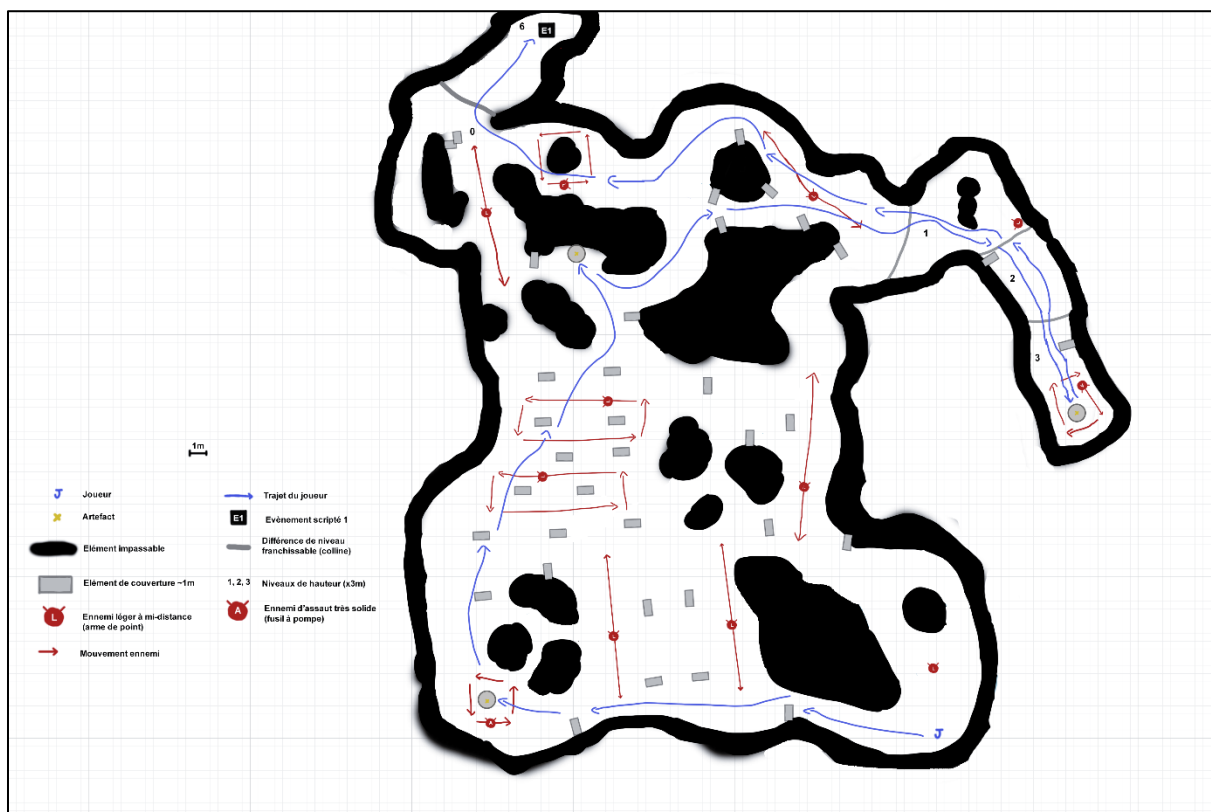 6
E1
0
1
2
3
1m
J Joueur
Trajet du joueur
Artefact
E1 Evènement scripté 1
Elément impassable
Différence de niveau
franchissable (colline)
Elément de couverture ~1m
1, 2, 3 Niveaux de hauteur (x3m)
L Ennemi léger à mi-distance
(arme de point)
A Ennemi d'assaut très solide
(fusil à pompe)
Mouvement ennemi
J